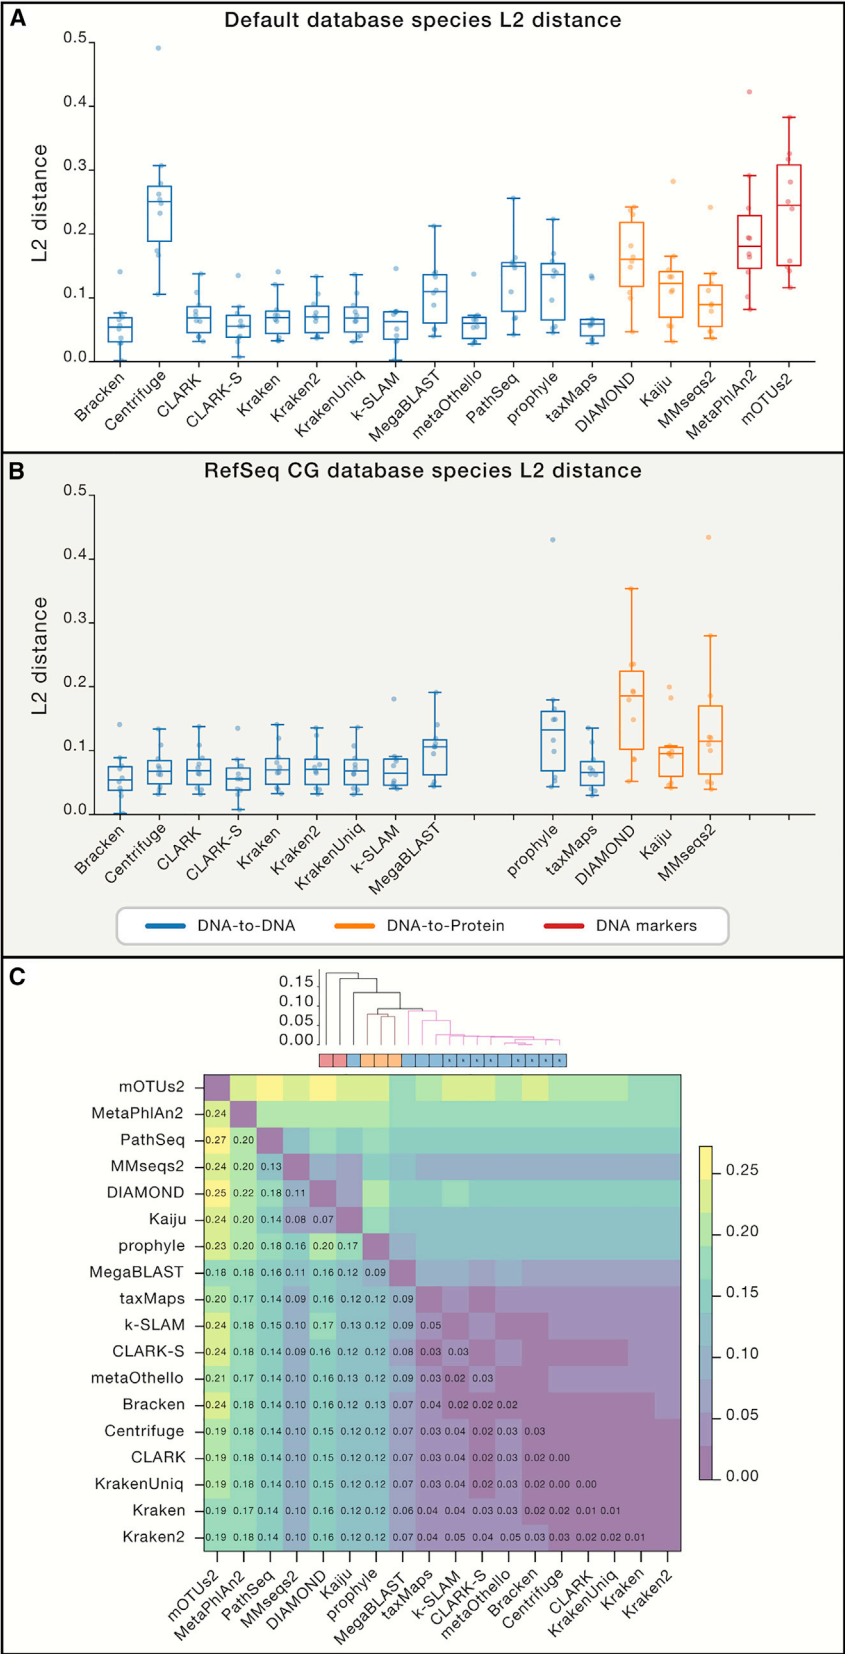 A
Default database species L2 distance
0.5
0.4
0.3
0.2
0.1
0.0
L2 distance
Bracken
Centrifuge
CLARK
CLARK-S
Kraken
Kraken2
KrakenUniq
k-SLAM
MegaBLAST
metaOthello
PathSeq
prophyle
taxMaps
DIAMOND
Kaiju
MMseqs2
MetaPhlAn2
mOTUs2
B
RefSeq CG database species L2 distance
0.5
0.4
0.3
0.2
0.1
0.0
L2 distance
Bracken
Centrifuge
CLARK
CLARK-S
Kraken
Kraken2
KrakenUniq
k-SLAM
MegaBLAST
prophyle
taxMaps
DIAMOND
Kaiju
MMseqs2
DNA-to-DNA
DNA-to-Protein
DNA markers
C
0.15
0.10
0.05
0.00
mOTUs2
MetaPhlAn2 0.24
PathSeq 0.27 0.20
MMseqs2 0.24 0.20 0.13
DIAMOND 0.25 0.22 0.18 0.11
Kaiju 0.24 0.20 0.14 0.08 0.07
prophyle 0.23 0.20 0.18 0.16 0.20 0.17
MegaBLAST 0.18 0.18 0.16 0.11 0.16 0.12 0.09
taxMaps 0.20 0.17 0.14 0.09 0.16 0.12 0.12 0.09
k-SLAM 0.24 0.18 0.15 0.10 0.17 0.13 0.12 0.09 0.05
CLARK-S 0.24 0.18 0.14 0.09 0.16 0.12 0.12 0.08 0.03 0.03
metaOthello 0.21 0.17 0.14 0.10 0.16 0.13 0.12 0.09 0.03 0.02 0.03
Bracken 0.24 0.18 0.14 0.10 0.16 0.12 0.13 0.07 0.04 0.02 0.02 0.02
Centrifuge 0.19 0.18 0.14 0.10 0.15 0.12 0.12 0.07 0.03 0.04 0.02 0.03 0.03
CLARK 0.19 0.18 0.14 0.10 0.15 0.12 0.12 0.07 0.03 0.04 0.02 0.03 0.02 0.00
KrakenUniq 0.19 0.18 0.14 0.10 0.15 0.12 0.12 0.07 0.03 0.04 0.02 0.03 0.02 0.00 0.00
Kraken 0.19 0.17 0.14 0.10 0.16 0.12 0.12 0.06 0.04 0.04 0.03 0.03 0.02 0.02 0.01 0.01
Kraken2 0.19 0.18 0.14 0.10 0.16 0.12 0.12 0.07 0.04 0.05 0.04 0.05 0.03 0.03 0.02 0.02 0.01
0.25
0.20
0.15
0.10
0.05
0.00
mOTUs2
MetaPhlAn2
PathSeq
MMseqs2
DIAMOND
Kaiju
prophyle
MegaBLAST
taxMaps
k-SLAM
CLARK-S
metaOthello
Bracken
Centrifuge
CLARK
KrakenUniq
Kraken
Kraken2